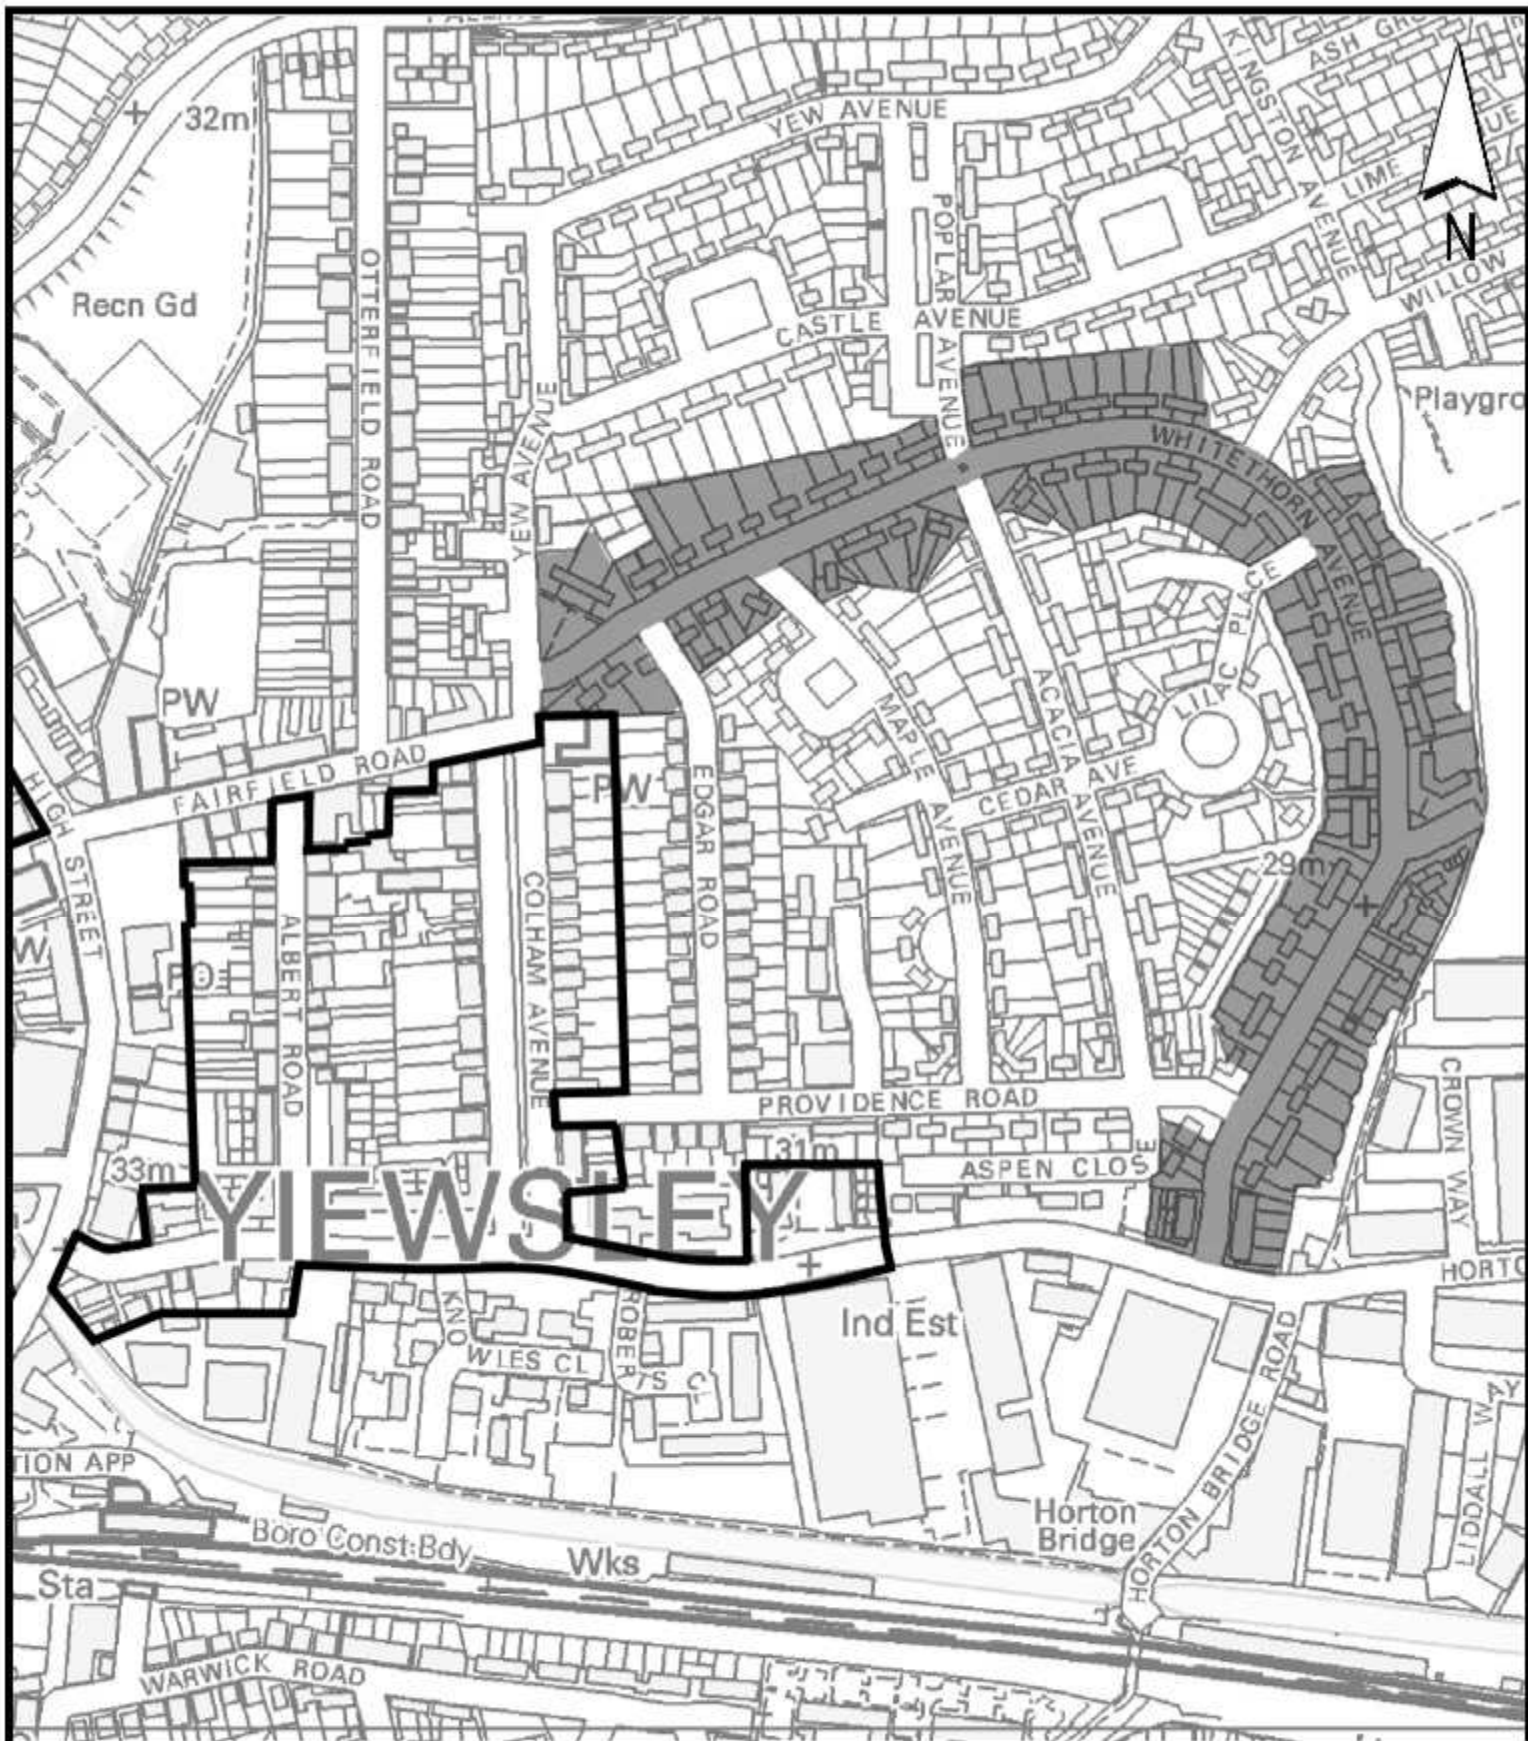 YEW AVENUE
KINGSTON AVENUE
ASH GRO
32m
LIME
UE
N
POPLAR AVENUE
OTTERFIELD ROAD
Recn Gd
WILLOW
CASTLE AVENUE
YEW AVENUE
Playgro
WHITETHORN AVENUE
LILAC PLACE
PW
MAPLE AVENUE
ACACIA AVENUE
FAIRFIELD ROAD
HIGH STREET
PW
EDGAR ROAD
CEDAR AVE
29m
COLHAM AVENUE
ALBERT ROAD
W
PO
PROVIDENCE ROAD
CROWN WAY
31m
33m
ASPEN CLOSE
YIEWSLEY
HORTO
KNOWLES CL
ROBERTS CL
Ind Est
HORTON BRIDGE ROAD
LIDDALL WAY
TION APP
Horton
Bridge
Boro Const Bdy
Wks
Sta
WARWICK ROAD